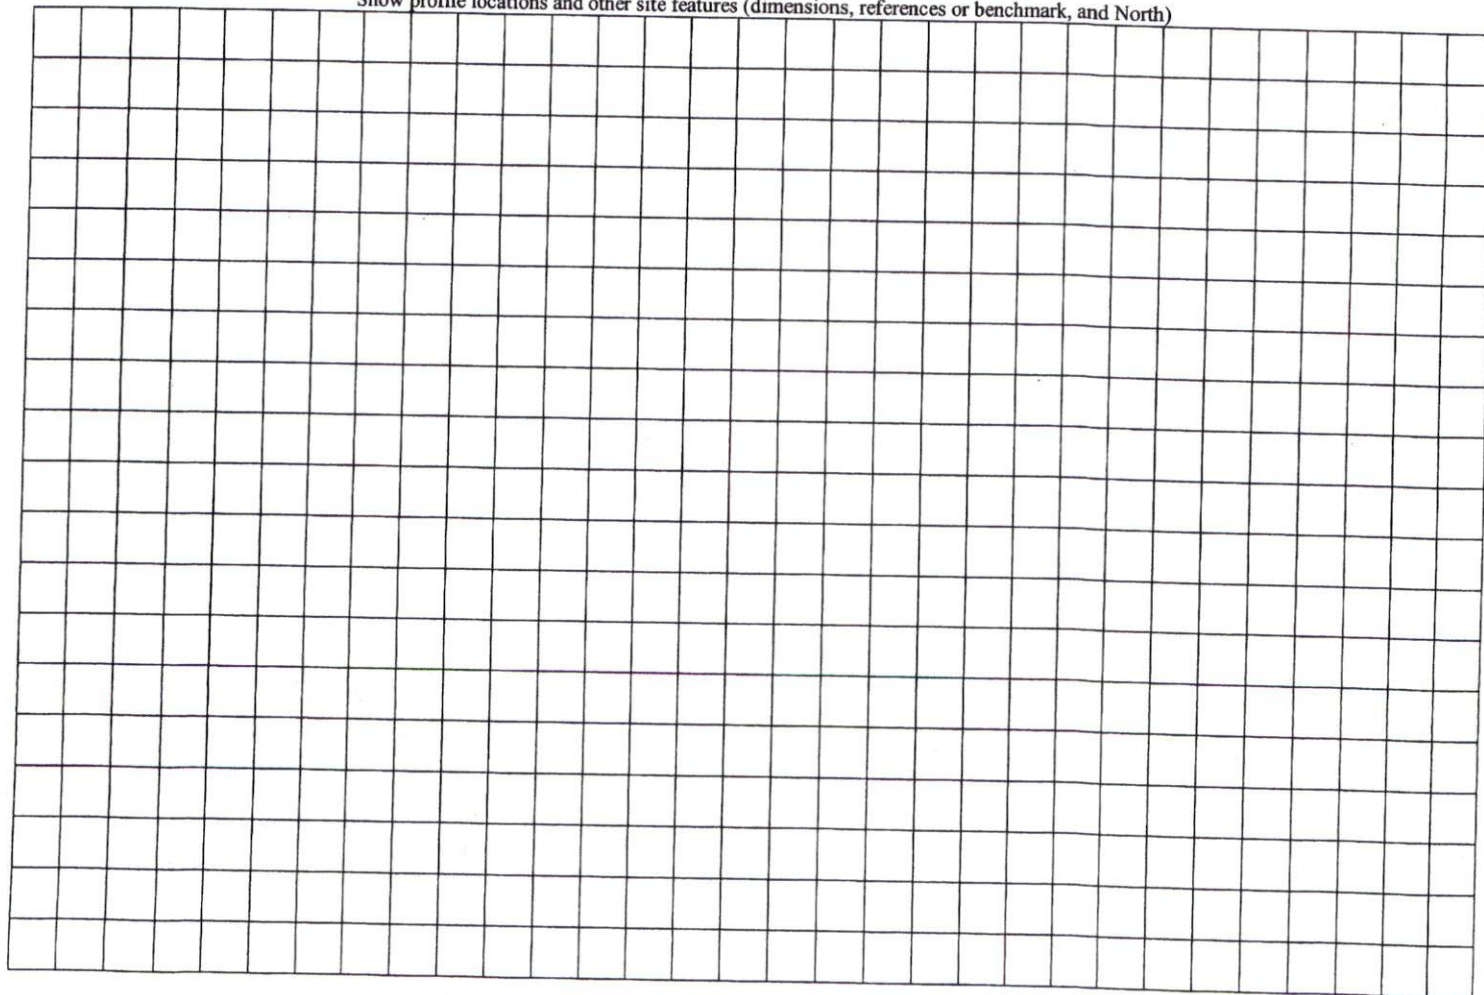 Show profile locations and other site features (dimensions, references or benchmark, and North)